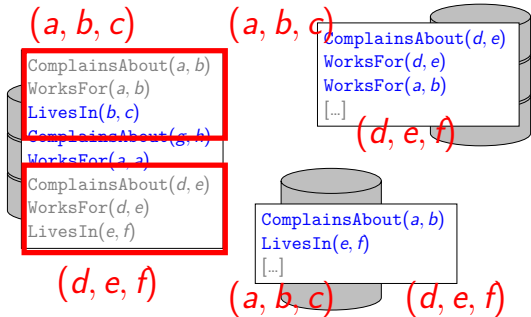 (a, b, c)
ComplainsAbout(a, b)
WorksFor(a, b)
LivesIn(b, c)
ComplainsAbout(g, h)
WorksFor(a, a)
ComplainsAbout(d, e)
WorksFor(d, e)
LivesIn(e, f)
(d, e, f)
(a, b, c)
ComplainsAbout(d, e)
WorksFor(d, e)
WorksFor(a, b)
[...]
(d, e, f)
ComplainsAbout(a, b)
LivesIn(e, f)
[...]
(a, b, c)
(d, e, f)